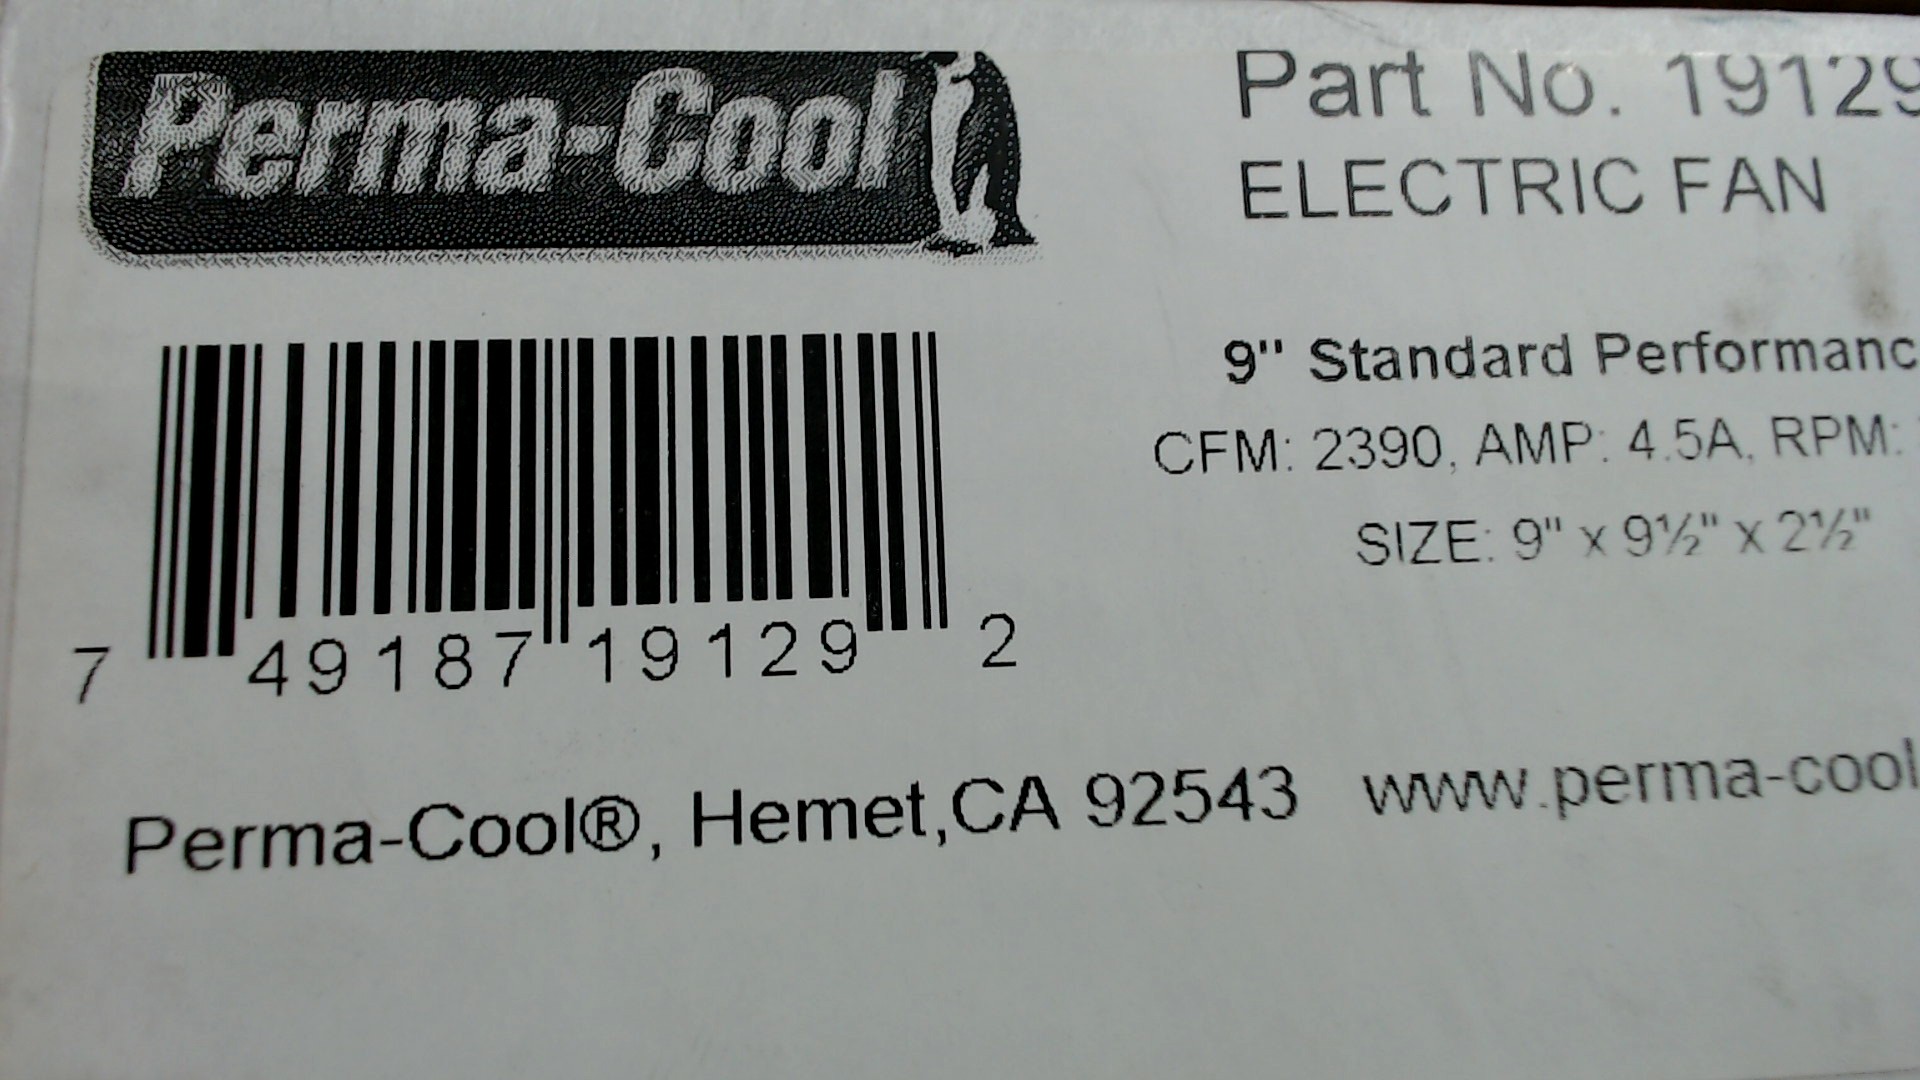 Perma-Cool
Part No. 19129
ELECTRIC FAN
9" Standard Performanc
CFM: 2390, AMP: 4.5A, RPM:
SIZE: 9" x 9½" x 2½"
7 49187 19129 2
Perma-Cool®, Hemet,CA 92543 www.perma-cool